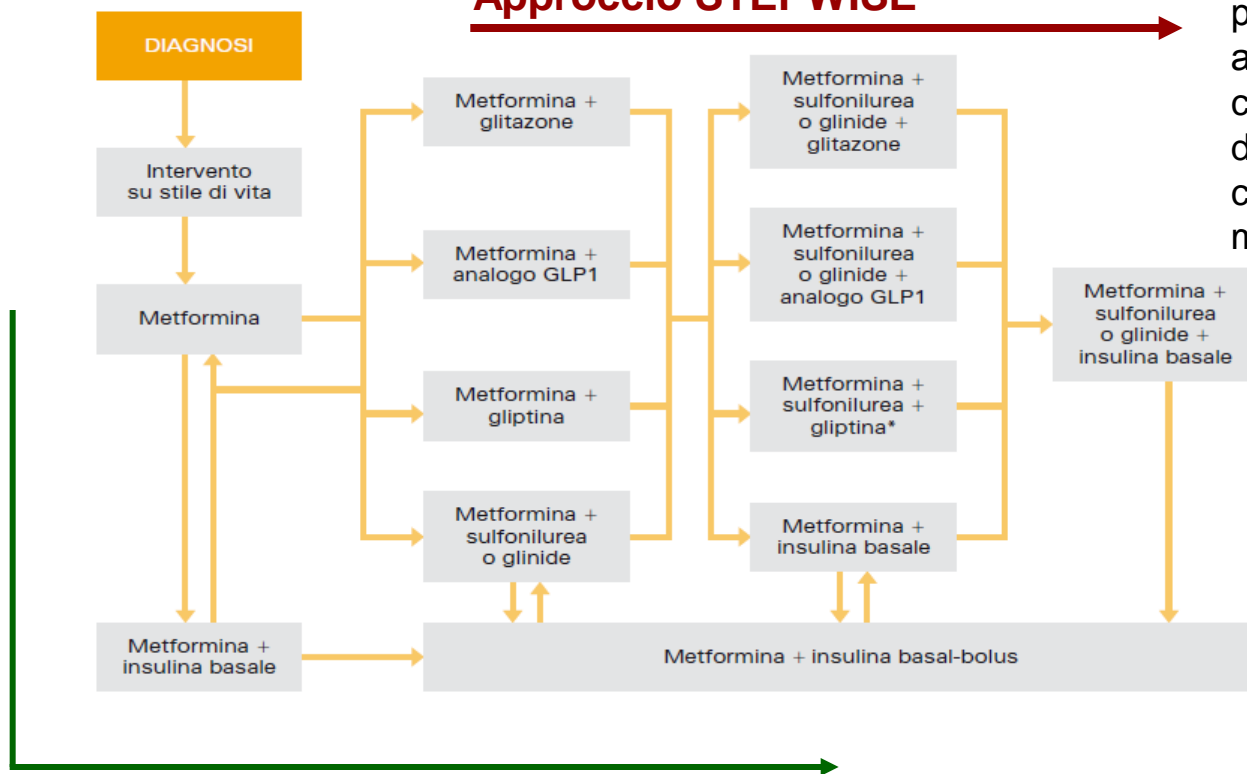 Approccio STEPWISE
DIAGNOSI
Intervento
su stile di vita
Metformina
Metformina +
insulina basale
Metformina +
glitazone
Metformina +
analogo GLP1
Metformina +
gliptina
Metformina +
sulfonilurea
o glinide
Metformina +
sulfonilurea
o glinide +
glitazone
Metformina +
sulfonilurea
o glinide +
analogo GLP1
Metformina +
sulfonilurea +
gliptina*
Metformina +
insulina basale
Metformina +
sulfonilurea
o glinide +
insulina basale
Metformina + insulina basal-bolus